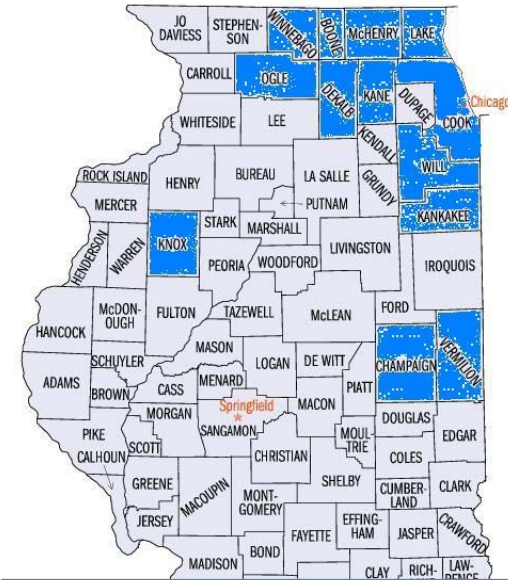 JO
DAVIESS
STEPHEN-
SON
WINNEBAGO
BOONE
McHENRY
LAKE
CARROLL
OGLE
DEKALB
KANE
DUPAGE
Chicago
COOK
WHITESIDE
LEE
KENDALL
WILL
ROCK ISLAND
HENRY
BUREAU
LA SALLE
GRUNDY
MERCER
PUTNAM
KANKAKEE
STARK
MARSHALL
KNOX
HENDERSON
WARREN
PEORIA
WOODFORD
LIVINGSTON
IROQUOIS
McDON-
OUGH
FULTON
TAZEWELL
McLEAN
FORD
HANCOCK
MASON
SCHUYLER
LOGAN
DE WITT
CHAMPAIGN
VERMILION
ADAMS
BROWN
CASS
MENARD
PIATT
Springfield
MACON
MORGAN
SANGAMON
DOUGLAS
PIKE
SCOTT
MOUL-
TRIE
EDGAR
CALHOUN
CHRISTIAN
COLES
GREENE
MACOUPIN
SHELBY
CUMBER-
LAND
CLARK
MONT-
GOMERY
JERSEY
EFFING-
HAM
JASPER
CRAWFORD
FAYETTE
BOND
MADISON
CLAY
RICH-
LAW-
RENCE